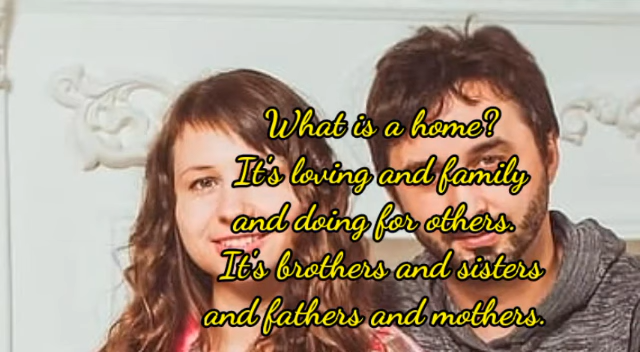 What is a home?
It's loving and family
and doing for others.
It's brothers and sisters
and fathers and mothers.